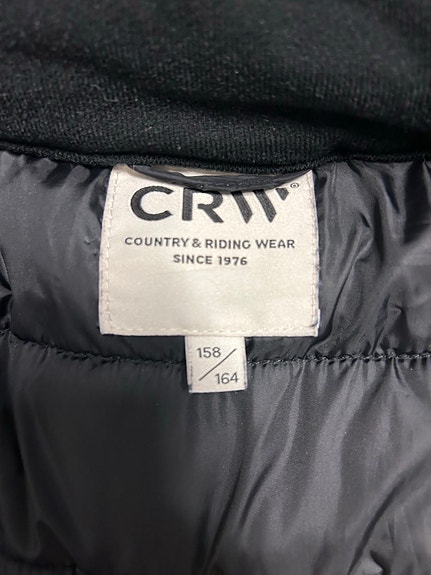 CRW®
COUNTRY & RIDING WEAR
SINCE 1976
158/164